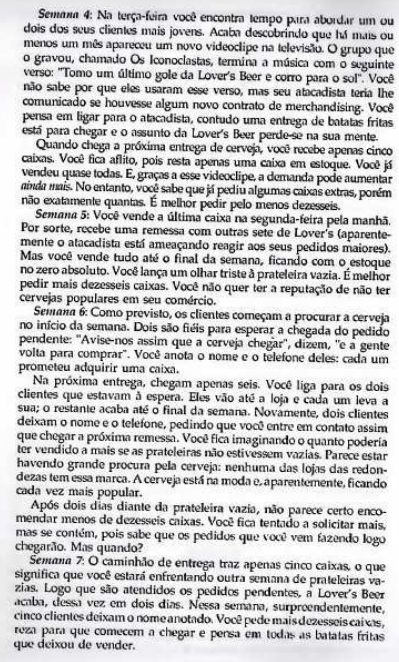 Semana 4: Na terça-feira você encontra tempo para abordar um ou
dois dos seus clientes mais jovens. Acaba descobrindo que há mais ou
menos um mês apareceu um novo videoclipe na televisão. O grupo que
o gravou, chamado Os Iconoclastas, termina a música com o seguinte
verso: "Tomo um último gole da Lover's Beer e corro para o sol". Você
não sabe por que eles usaram esse verso, mas seu atacadista teria lhe
comunicado se houvesse algum novo contrato de merchandising. Você
pensa em ligar para o atacadista, contudo uma entrega de batatas fritas
está para chegar e o assunto da Lover's Beer perde-se na sua mente.
Quando chega a próxima entrega de cerveja, você recebe apenas cinco
caixas. Você fica aflito, pois resta apenas uma caixa em estoque. Você já
vendeu quase todas. E, graças a esse videoclipe, a demanda pode aumentar
ainda mais. No entanto, você sabe que já pediu algumas caixas extras, porém
não exatamente quantas. É melhor pedir pelo menos dezesseis.
Semana 5: Você vende a última caixa na segunda-feira pela manhã.
Por sorte, recebe uma remessa com outras sete de Lover's (aparente-
mente o atacadista está ameaçando reagir aos seus pedidos maiores).
Mas você vende tudo até o final da semana, ficando com o estoque
no zero absoluto. Você lança um olhar triste à prateleira vazia. É melhor
pedir mais dezesseis caixas. Você não quer ter a reputação de não ter
cervejas populares em seu comércio.
Semana 6: Como previsto, os clientes começam a procurar a cerveja
no início da semana. Dois são fiéis para esperar a chegada do pedido
pendente: "Avise-nos assim que a cerveja chegar", dizem, "e a gente
volta para comprar". Você anota o nome e o telefone deles: cada um
prometeu adquirir uma caixa.
Na próxima entrega, chegam apenas seis. Você liga para os dois
clientes que estavam à espera. Eles vão até a loja e cada um leva a
sua; o restante acaba até o final da semana. Novamente, dois clientes
deixam o nome e o telefone, pedindo que você entre em contato assim
que chegar a próxima remessa. Você fica imaginando o quanto poderia
ter vendido a mais se as prateleiras não estivessem vazias. Parece estar
havendo grande procura pela cerveja: nenhuma das lojas das redon-
dezas tem essa marca. A cerveja está na moda e, aparentemente, ficando
cada vez mais popular.
Após dois dias diante da prateleira vazia, não parece certo enco-
mendar menos de dezesseis caixas. Você fica tentado a solicitar mais,
mas se contém, pois sabe que os pedidos que você vem fazendo logo
chegarão. Mas quando?
Semana 7: O caminhão de entrega traz apenas cinco caixas, o que
significa que você estará enfrentando outra semana de prateleiras va-
zias. Logo que são atendidos os pedidos pendentes, a Lover's Beer
acaba, dessa vez em dois dias. Nessa semana, surpreendentemente,
cinco clientes deixam o nome anotado. Você pede mais dezesseis caixas,
reza para que comecem a chegar e pensa em todas as batatas fritas
que deixou de vender.